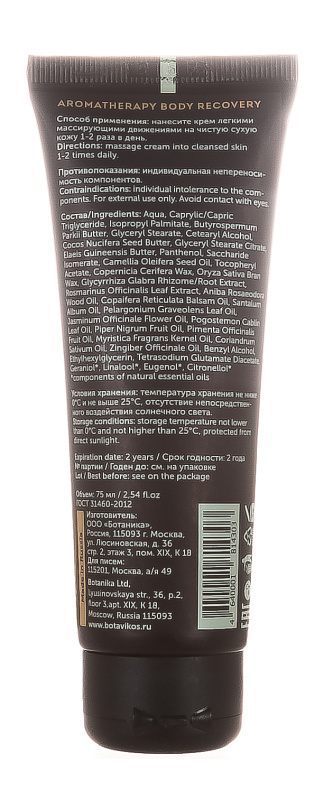 AROMATHERAPY BODY RECOVERY
Способ применения: нанесите крем легкими
массирующими движениями на чистую сухую
кожу 1-2 раза в день.
Directions: massage cream into cleansed skin
1-2 times daily.
Противопоказания: индивидуальная непереноси-
мость компонентов.
Contraindications: individual intolerance to the com-
ponents. For external use only. Avoid contact with eyes.
Состав/Ingredients: Aqua, Caprylic/Capric
Triglyceride, Isopropyl Palmitate, Butyrospermum
Parkii Butter, Glyceryl Stearate, Cetearyl Alcohol,
Cocos Nucifera Seed Butter, Glyceryl Stearate Citrate,
Elaeis Guineensis Butter, Panthenol, Saccharide
Isomerate, Camellia Oleifera Seed Oil, Tocopheryl
Acetate, Copernicia Cerifera Wax, Oryza Sativa Bran
Wax, Glycyrrhiza Glabra Rhizome/Root Extract,
Rosmarinus Officinalis Leaf Extract, Aniba Rosaeodora
Wood Oil, Copaifera Reticulata Balsam Oil, Santalum
Album Oil, Pelargonium Graveolens Leaf Oil,
Jasminum Officinale Flower Oil, Pogostemon Cablin
Leaf Oil, Piper Nigrum Fruit Oil, Pimenta Officinalis
Fruit Oil, Myristica Fragrans Kernel Oil, Coriandrum
Sativum Oil, Zingiber Officinale Oil, Benzyl Alcohol,
Ethylhexylglycerin, Tetrasodium Glutamate Diacetate,
Geraniol*, Linalool*, Eugenol*, Citronellol*
*components of natural essential oils
Условия хранения: температура хранения не ниже
0°С и не выше 25°С, отсутствие непосредствен-
ного воздействия солнечного света.
Storage conditions: storage temperature not lower
than 0°C and not higher than 25°C, protected from
direct sunlight.
Expiration date: 2 years / Срок годности: 2 года
№ партии / Годен до: см. на упаковке
Lot / Best before: see on the package
Объем: 75 мл / 2,54 fl.oz
ГОСТ 31460-2012
Изготовитель:
ООО «Ботаника»,
Россия, 115093 г. Москва,
ул. Люсиновская, д. 36
стр. 2, этаж 3, пом. XIX, К 18
Для писем:
115201, Москва, а/я 49
Botanika Ltd,
Lyusinovskaya str., 36, p.2,
floor 3,apt. XIX, K 18,
Moscow, Russia 115093
www.botavikos.ru
Made in Russia
4 640001 814303
EAC